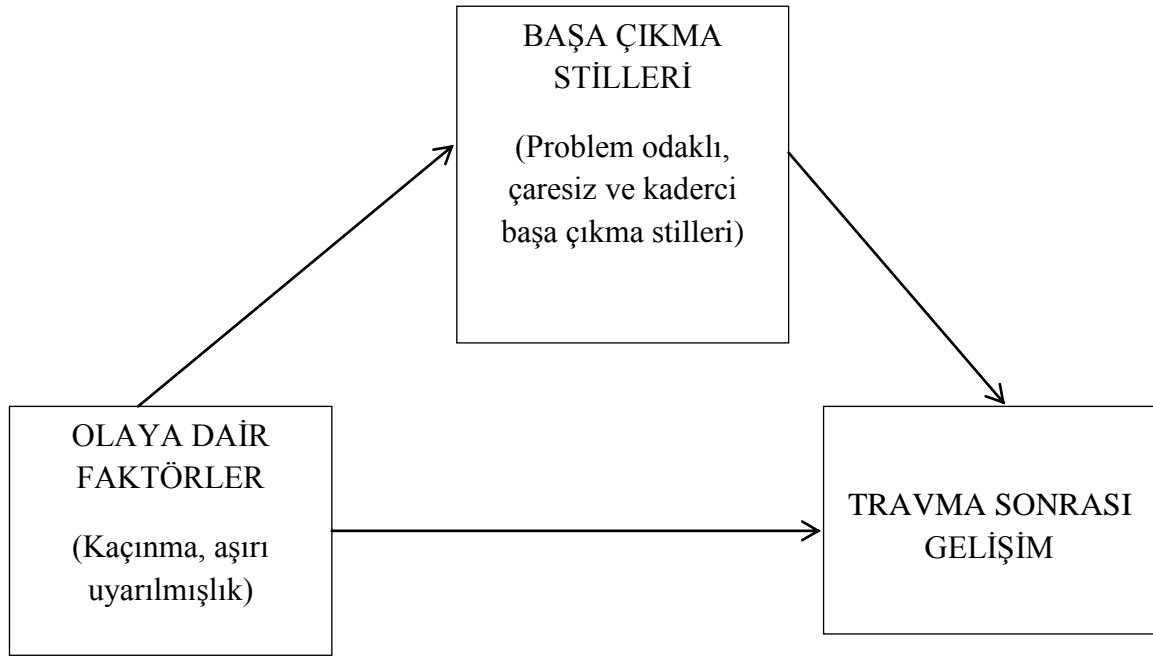 BAŞA ÇIKMA
STİLLERİ
(Problem odaklı,
çaresiz ve kaderci
başa çıkma stilleri)
OLAYA DAİR
FAKTÖRLER
(Kaçınma, aşırı
uyarılmışlık)
TRAVMA SONRASI
GELİŞİM